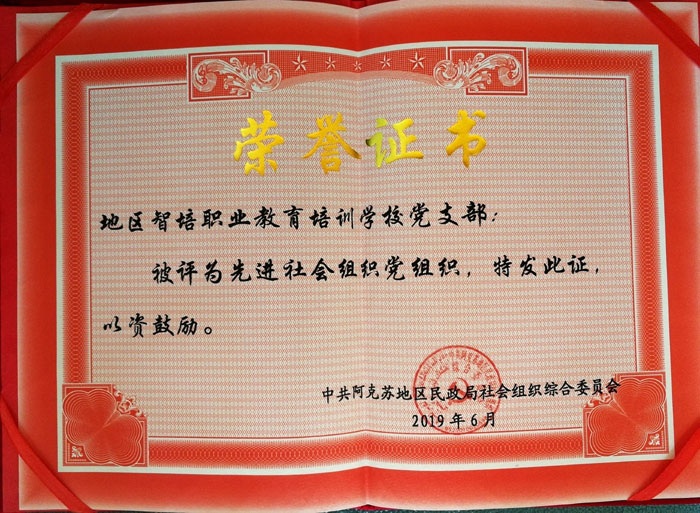 荣誉证书
地区智培职业教育培训学校党支部：
被评为先进社会组织党组织，特发此证，
以资鼓励。
中共阿克苏地区民政局社会组织综合委员会
2019年6月